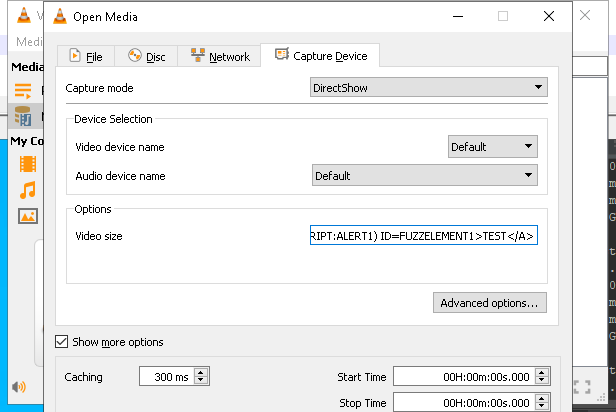 V
Open Media
Medi
File
Disc
Network
Capture Device
Media
Capture mode
DirectShow
Device Selection
Video device name
Default
My Co
Audio device name
Default
Options
Video size
RIPT:ALERT1) ID=FUZZELEMENT1>TEST</A>
Advanced options...
Show more options
Caching
300 ms
Start Time
00H:00m:00s.000
Stop Time
00H:00m:00s.000